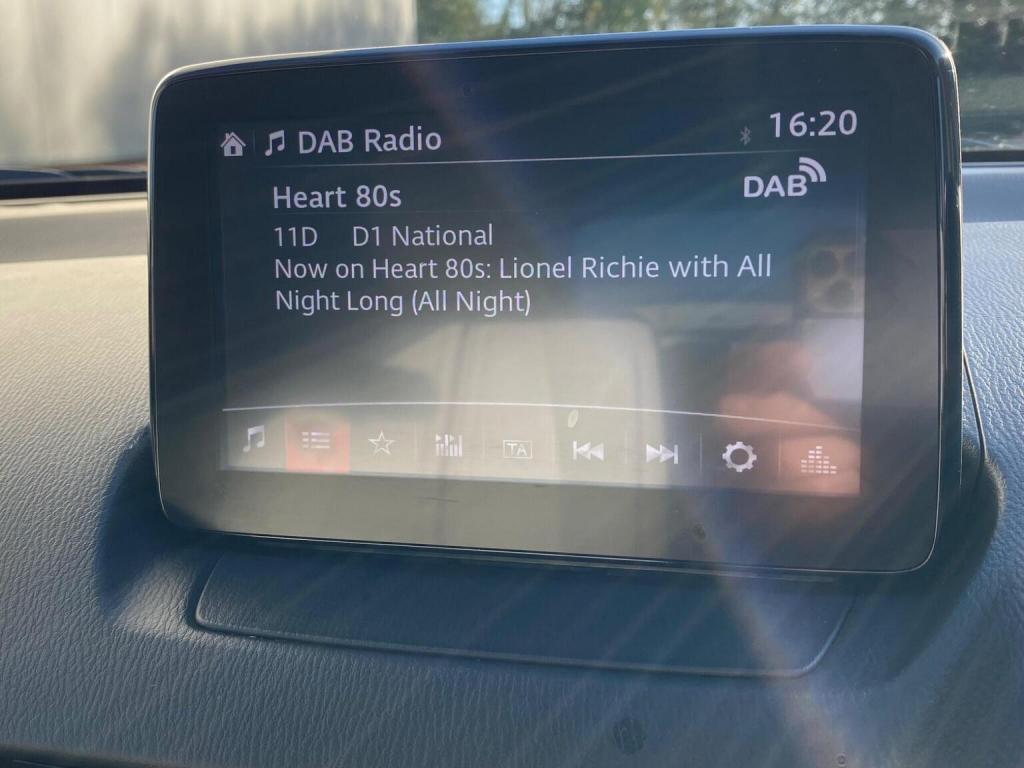 DAB Radio 16:20
Heart 80s DAB
11D D1 National
Now on Heart 80s: Lionel Richie with All
Night Long (All Night)
TA